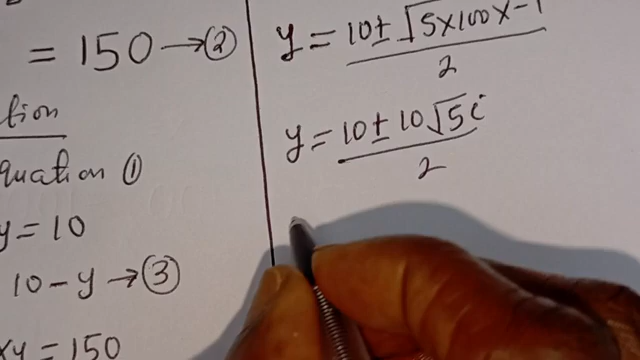 = 150 → ②
tion
quation ①
y = 10
10 - y → ③
xy = 150
y = 10 ± √5×100×-1 / 2
y = 10 ± 10√5 i / 2